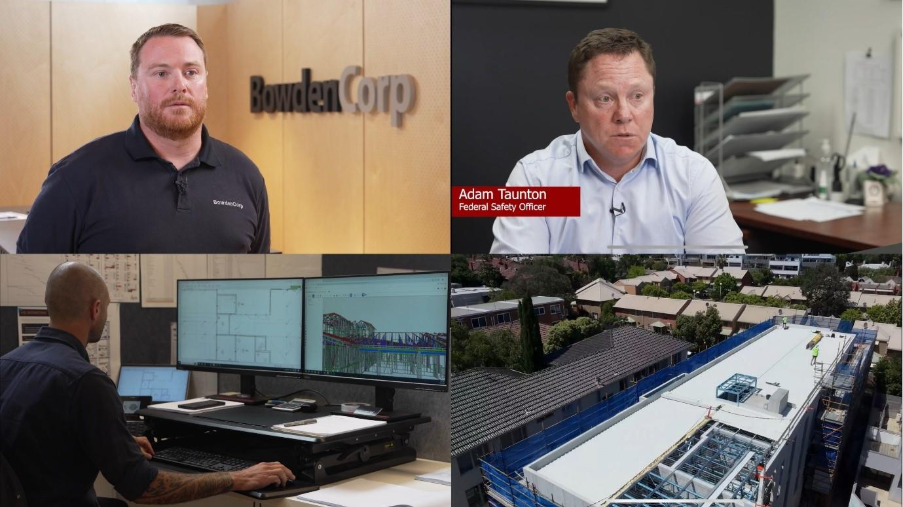 BowdenCorp
BowdenCorp
Adam Taunton
Federal Safety Officer